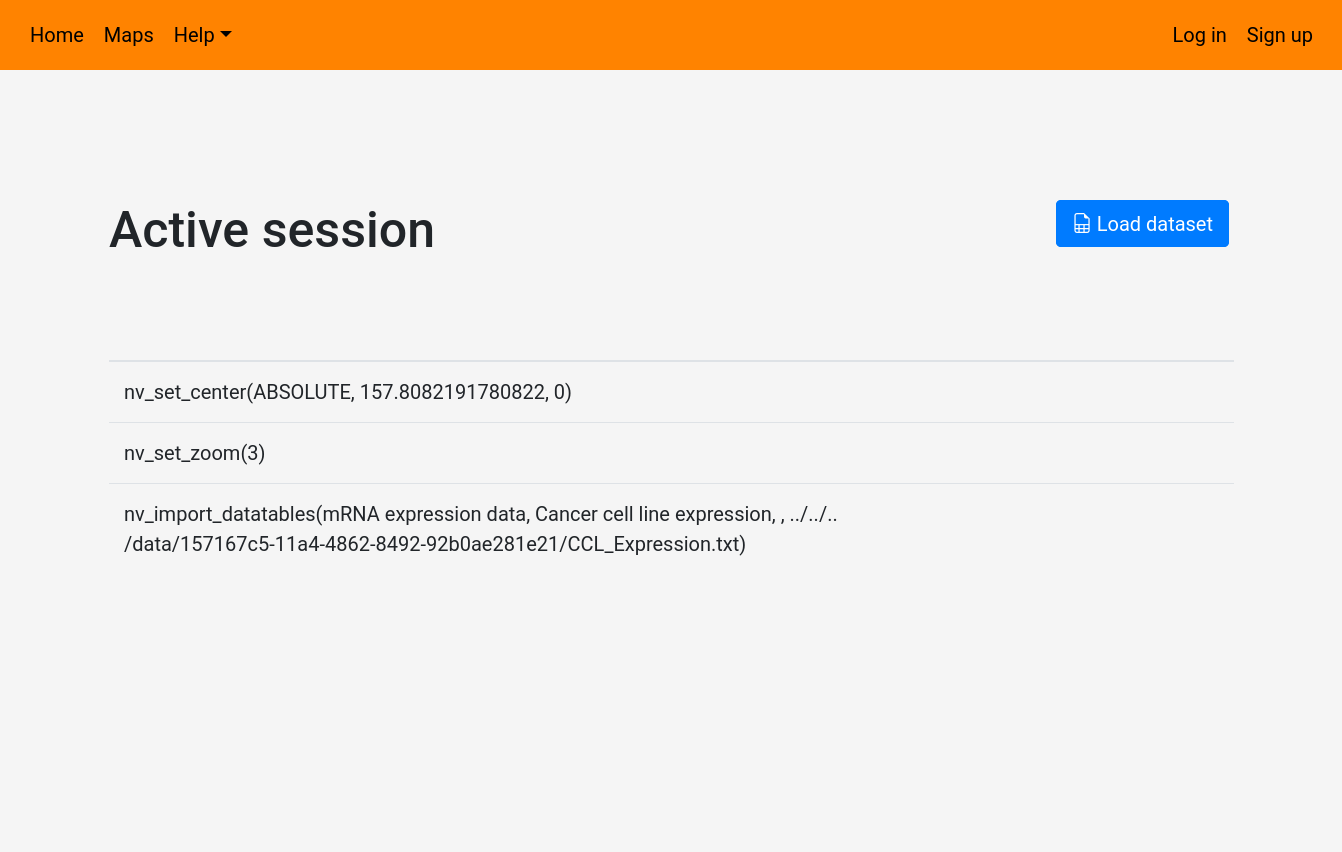 Home Maps Help Log in Sign up
Active session
Load dataset
nv_set_center(ABSOLUTE, 157.8082191780822, 0)
nv_set_zoom(3)
nv_import_datatables(mRNA expression data, Cancer cell line expression, , ../../..
/data/157167c5-11a4-4862-8492-92b0ae281e21/CCL_Expression.txt)